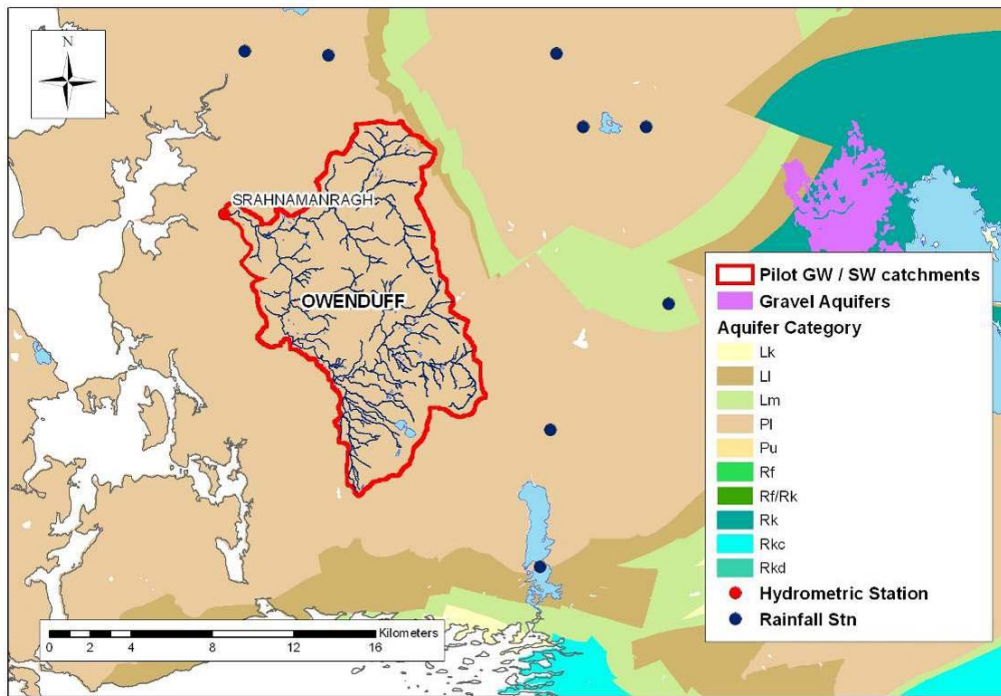 N
SRAHNAMANRAGH
OWENDUFF
Pilot GW / SW catchments
Gravel Aquifers
Aquifer Category
Lk
Ll
Lm
Pl
Pu
Rf
Rf/Rk
Rk
Rkc
Rkd
Hydrometric Station
Rainfall Stn
Kilometers
0 2 4 8 12 16